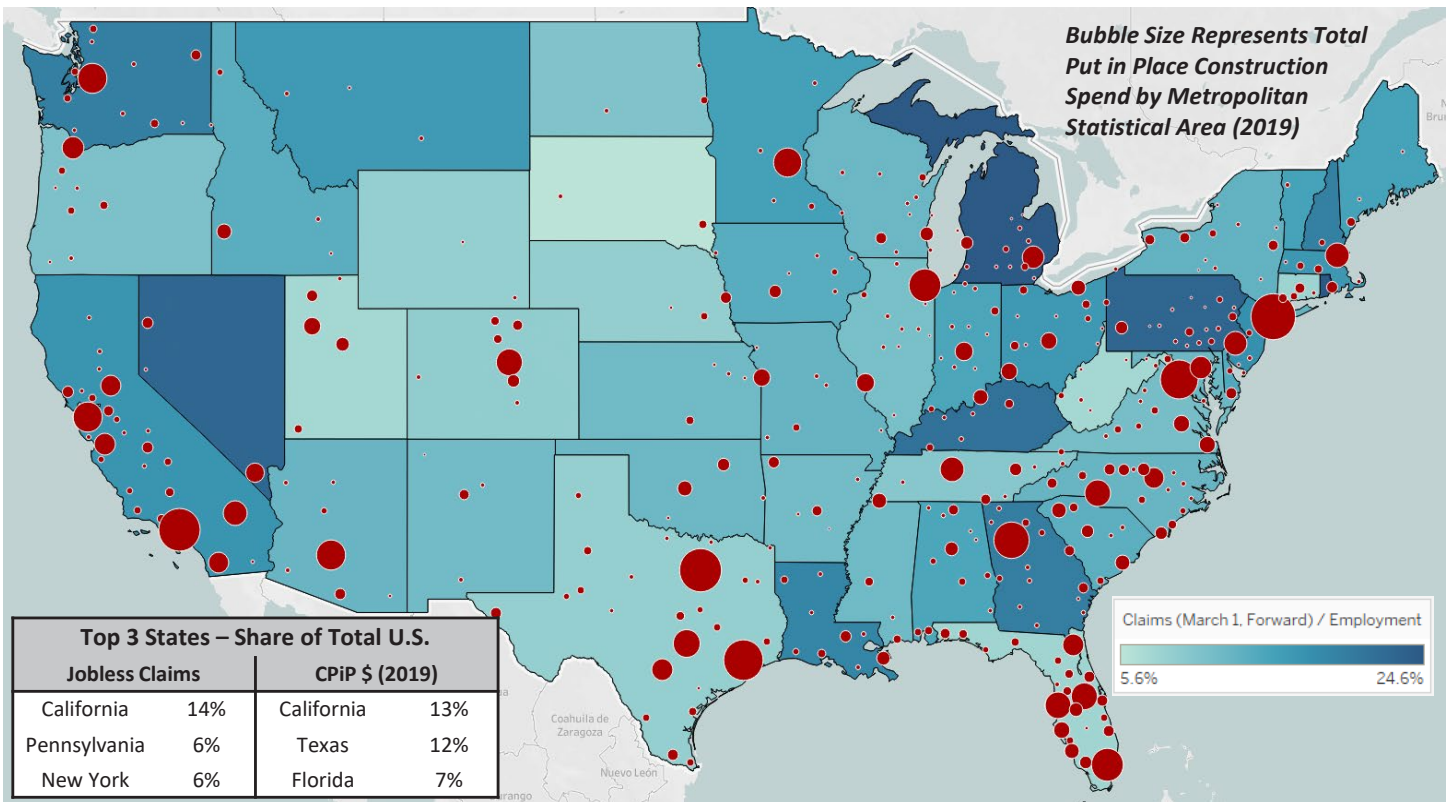 Bubble Size Represents Total
Put in Place Construction
Spend by Metropolitan
Statistical Area (2019)
Claims (March 1, Forward) / Employment
5.6% 24.6%
Top 3 States – Share of Total U.S.
Jobless Claims CPiP $ (2019)
California 14% California 13%
Pennsylvania 6% Texas 12%
New York 6% Florida 7%
Coahuila de
Zaragoza
Nuevo León